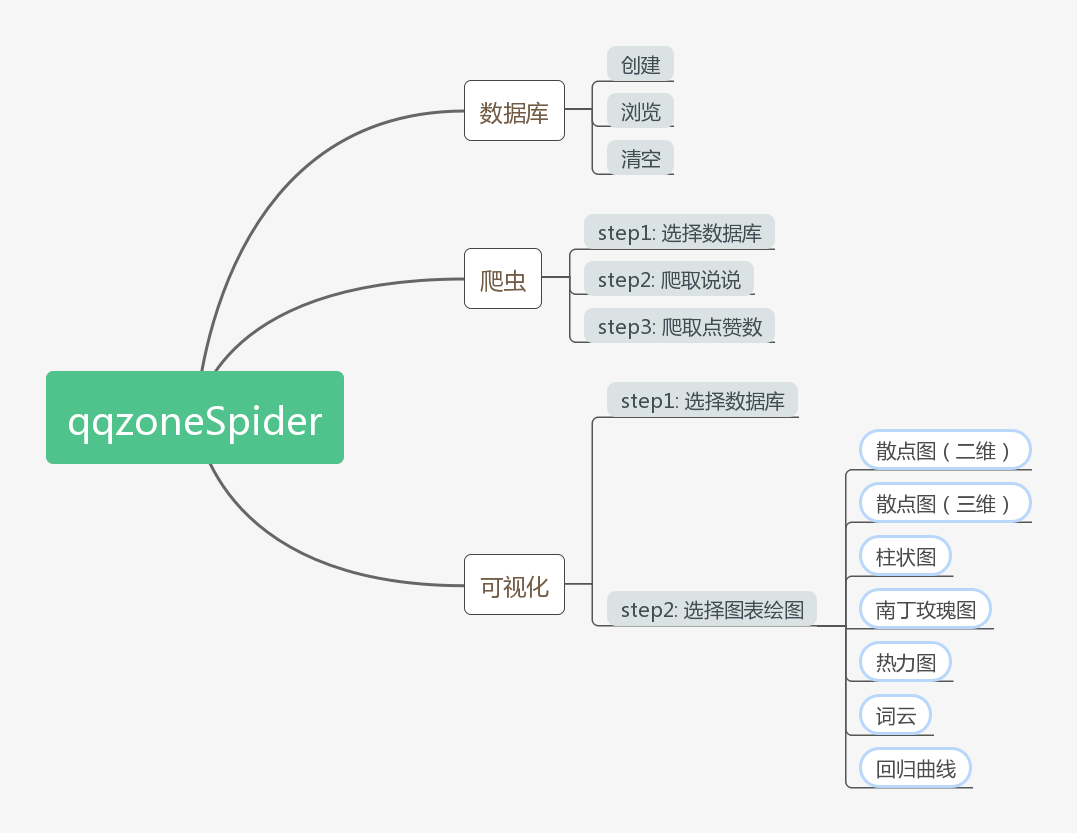 qqzoneSpider
数据库
创建
浏览
清空
爬虫
step1: 选择数据库
step2: 爬取说说
step3: 爬取点赞数
可视化
step1: 选择数据库
step2: 选择图表绘图
散点图（二维）
散点图（三维）
柱状图
南丁玫瑰图
热力图
词云
回归曲线